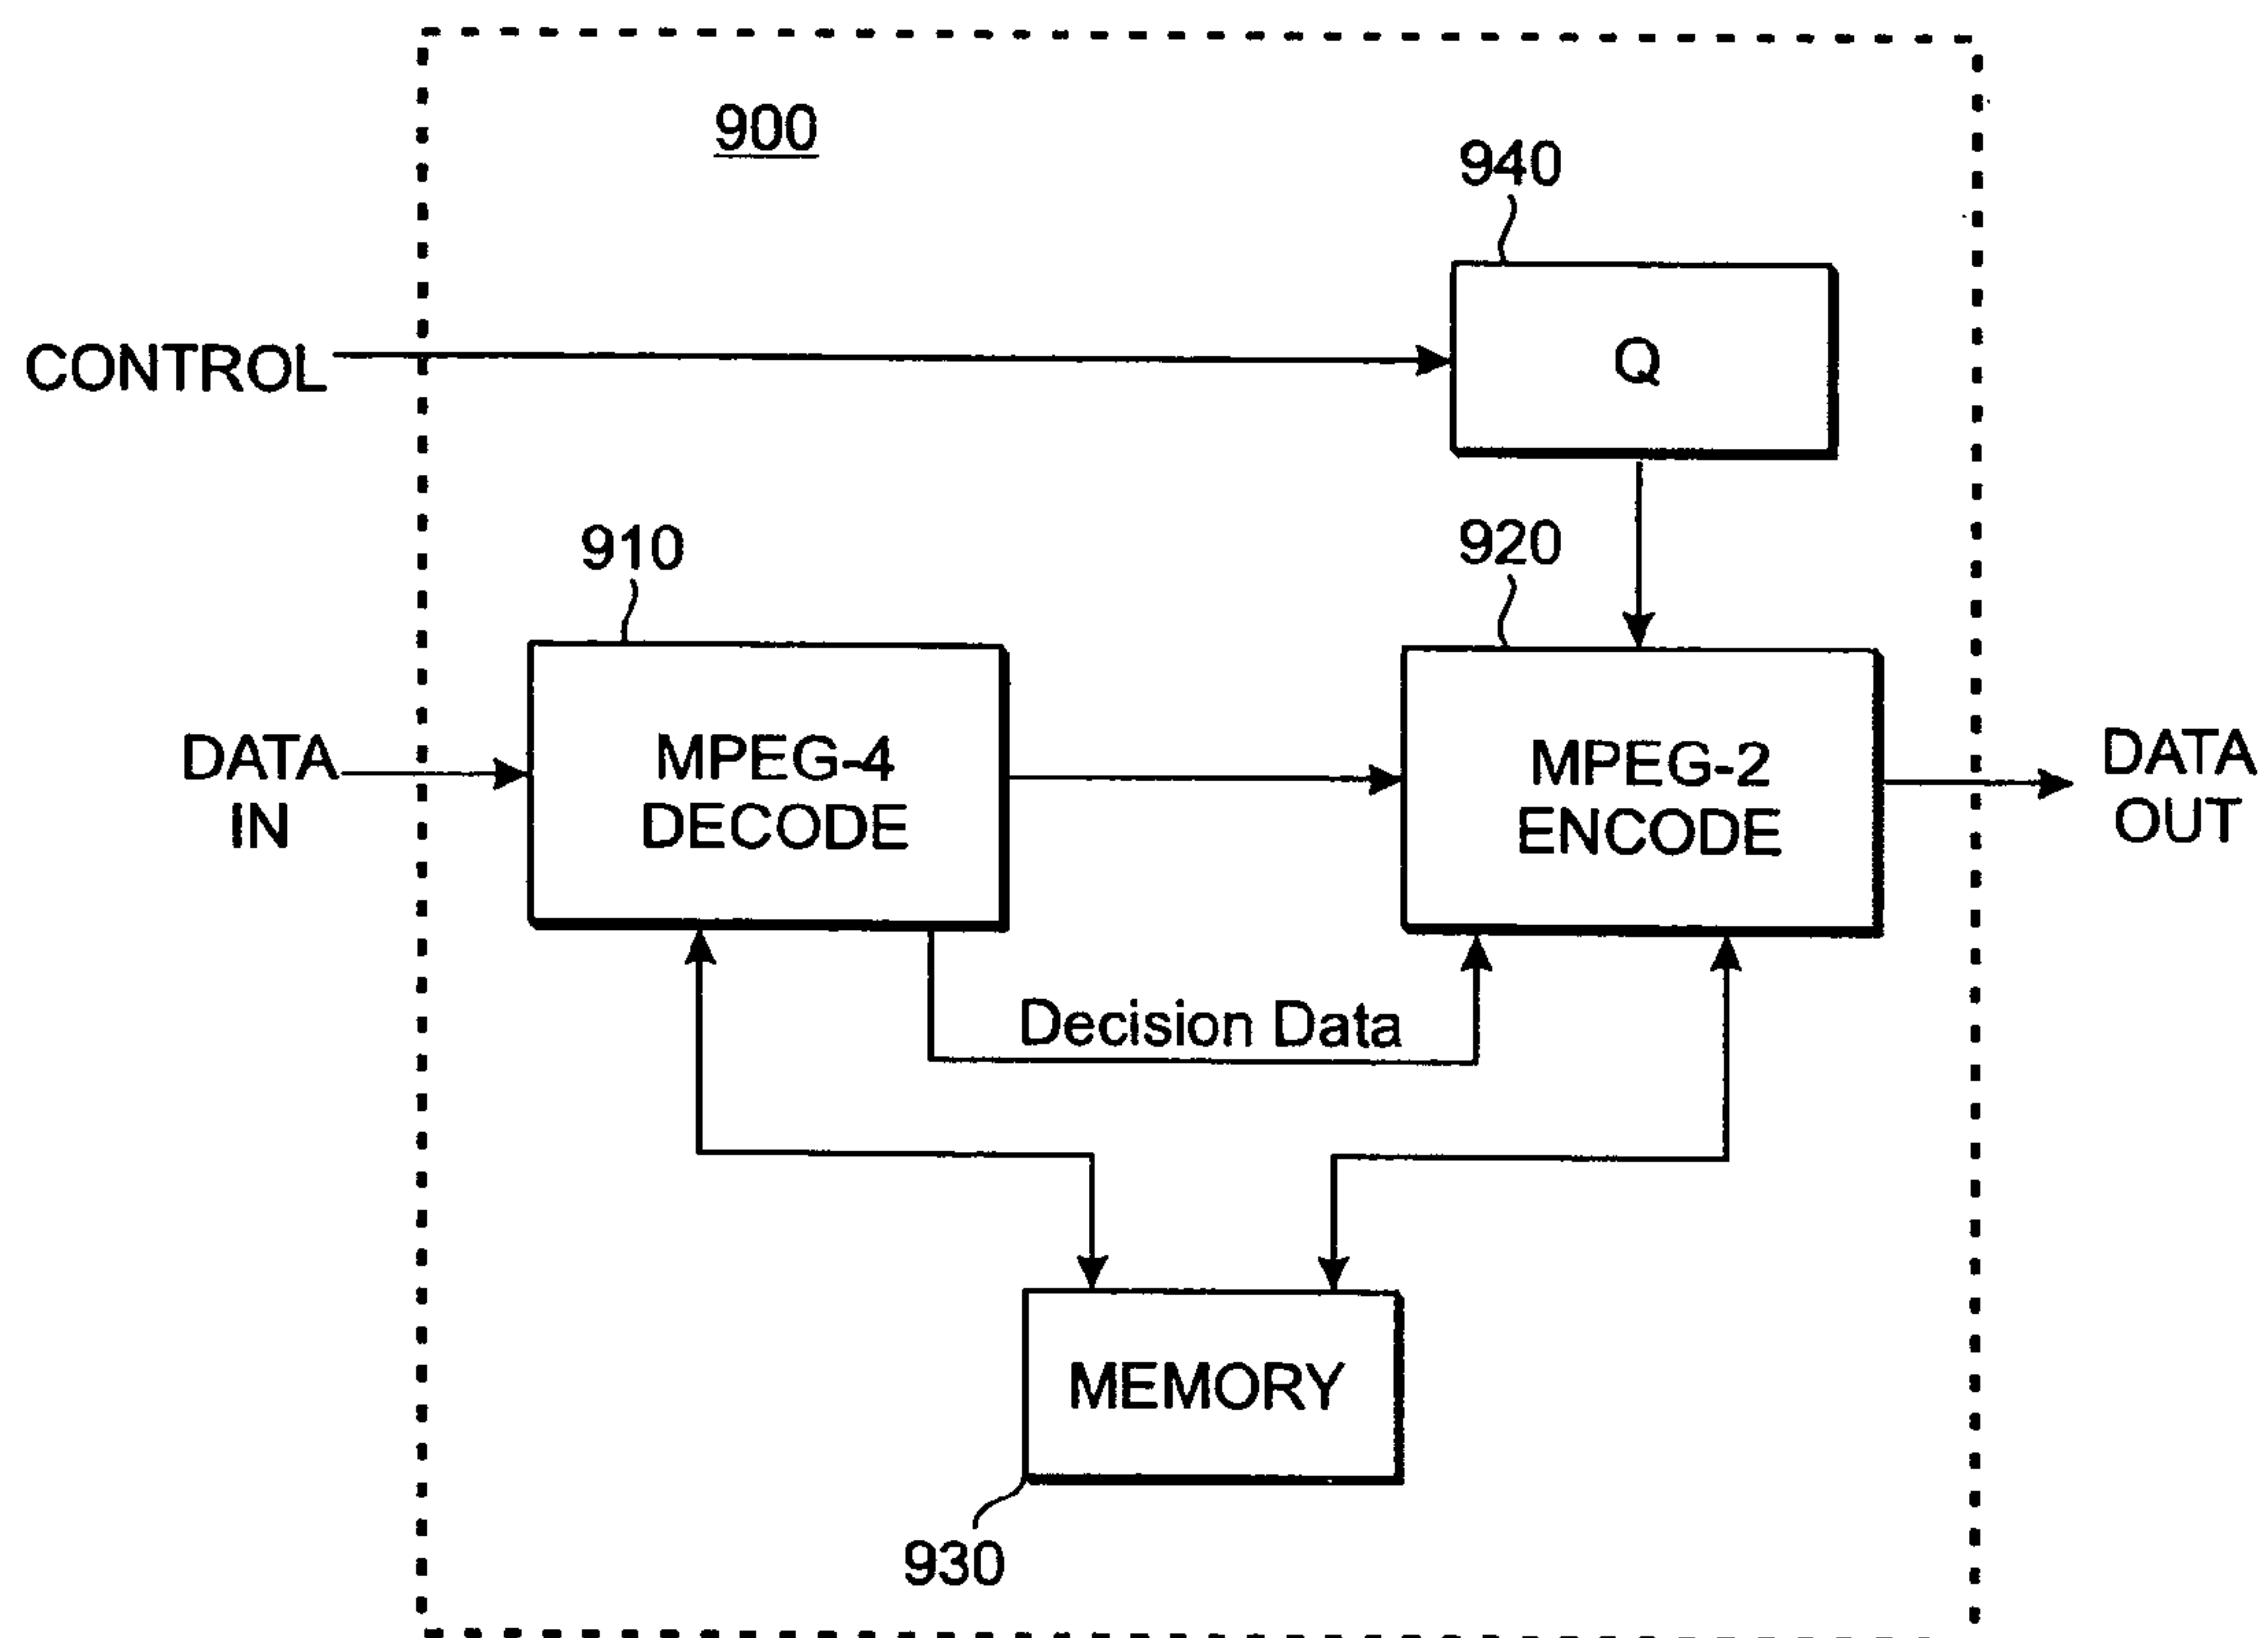 900
940
CONTROL
Q
910
920
DATA
IN
MPEG-4
DECODE
MPEG-2
ENCODE
DATA
OUT
Decision Data
MEMORY
930